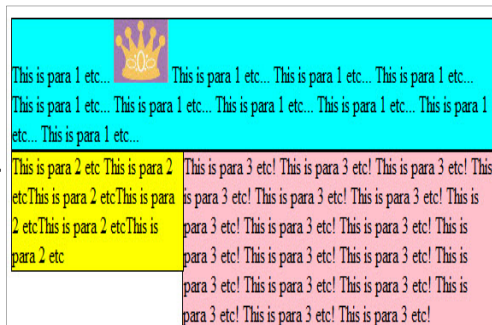 This is para 1 etc... This is para 1 etc... This is para 1 etc... This is para 1 etc...
This is para 1 etc... This is para 1 etc... This is para 1 etc... This is para 1 etc... This is para 1
etc... This is para 1 etc...
This is para 2 etc This is para 2
etcThis is para 2 etcThis is para
2 etcThis is para 2 etcThis is
para 2 etc
This is para 3 etc! This is para 3 etc! This is para 3 etc! This
is para 3 etc! This is para 3 etc! This is para 3 etc! This is
para 3 etc! This is para 3 etc! This is para 3 etc! This is
para 3 etc! This is para 3 etc! This is para 3 etc! This is
para 3 etc! This is para 3 etc! This is para 3 etc! This is
para 3 etc! This is para 3 etc! This is para 3 etc!